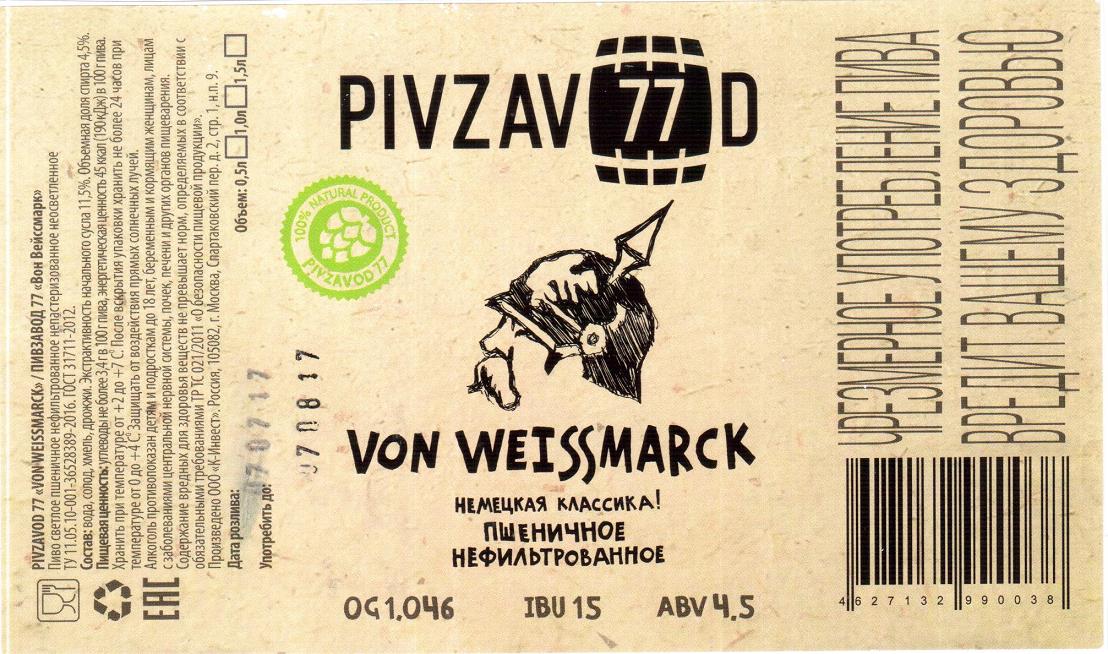 PIVZAVOD 77 «VON WEISSMARCK» / ПИВЗАВОД 77 «Вон Вейссмарк»
Пиво светлое пшеничное нефильтрованное непастеризованное неосветленное
ТУ 11.05.10-001-36528389-2016. ГОСТ 31711-2012.
Состав: вода, солод, хмель, дрожжи. Экстрактивность начального сусла 11,5%. Объемная доля спирта 4,5%.
Пищевая ценность: углеводы не более 3,4 г в 100 г пива, энергетическая ценность 45 ккал (190 кДж) в 100 г пива.
Хранить при температуре от +2 до +7 С. После вскрытия упаковки хранить не более 24 часов при
температуре от 0 до +4 С. Защищать от воздействия прямых солнечных лучей.
Алкоголь противопоказан детям и подросткам до 18 лет, беременным и кормящим женщинам, лицам
с заболеваниями центральной нервной системы, почек, печени и других органов пищеварения.
Содержание вредных для здоровья веществ не превышает норм, определяемых в соответствии с
обязательными требованиями ТР ТС 021/2011 «О безопасности пищевой продукции».
Произведено ООО «К-Инвест». Россия, 105082, г. Москва, Спартаковский пер. д. 2, стр. 1, н.п. 9.
Дата розлива: 070717 Объем: 0,5л 1,0л 1,5л
Употребить до: 070817
EAC
PIVZAV77D
100% NATURAL PRODUCT
PIVZAVOD'77
VON WEISSMARCK
НЕМЕЦКАЯ КЛАССИКА!
ПШЕНИЧНОЕ
НЕФИЛЬТРОВАННОЕ
OG 1.046 IBU 15 ABV 4,5
ЧРЕЗМЕРНОЕ УПОТРЕБЛЕНИЕ ПИВА
ВРЕДИТ ВАШЕМУ ЗДОРОВЬЮ
4 627132 990038